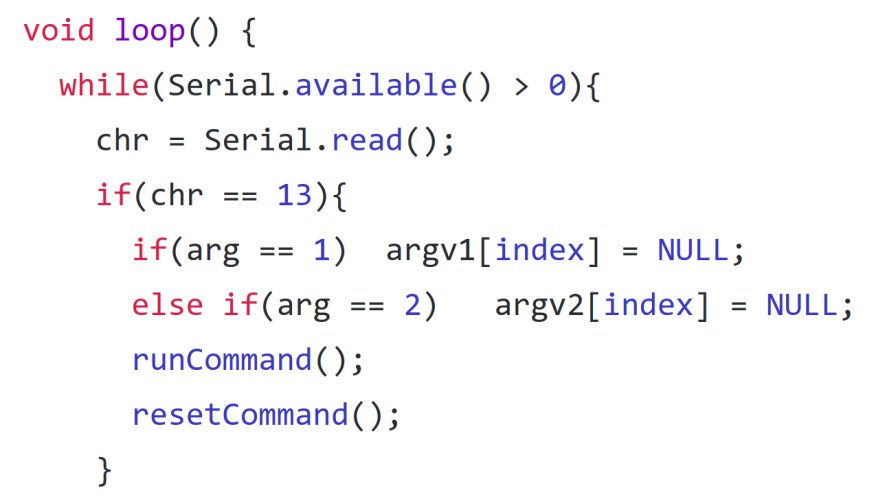 void loop() {
while(Serial.available() > 0){
chr = Serial.read();
if(chr == 13){
if(arg == 1)  argv1[index] = NULL;
else if(arg == 2)   argv2[index] = NULL;
runCommand();
resetCommand();
}